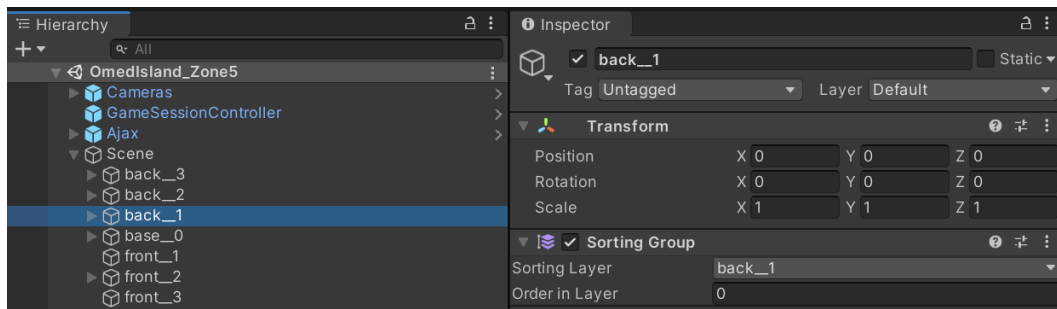 Hierarchy
All
OmedIsland_Zone5
Cameras
GameSessionController
Ajax
Scene
back__3
back__2
back__1
base__0
front__1
front__2
front__3
Inspector
back__1 Static
Tag Untagged Layer Default
Transform
Position X 0 Y 0 Z 0
Rotation X 0 Y 0 Z 0
Scale X 1 Y 1 Z 1
Sorting Group
Sorting Layer back__1
Order in Layer 0